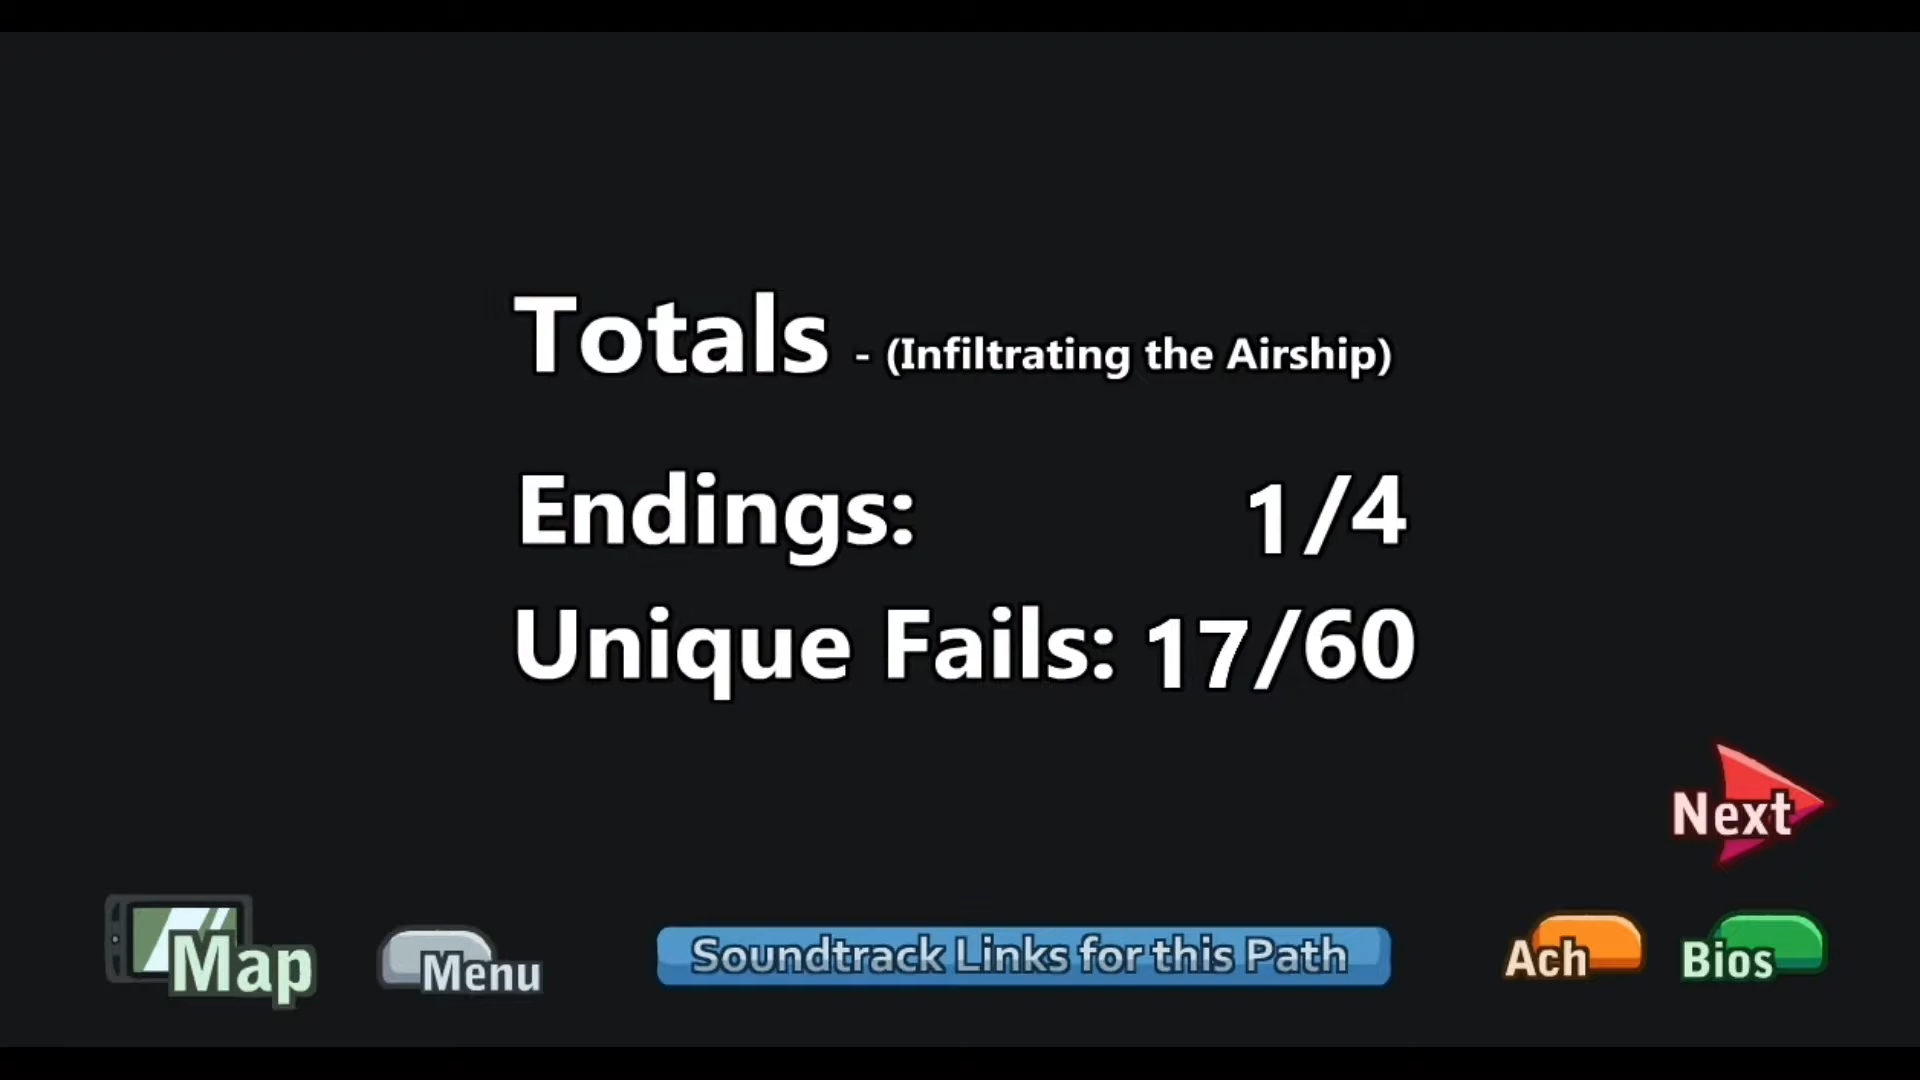 Totals - (Infiltrating the Airship)
Endings: 1/4
Unique Fails: 17/60
Next
Map
Menu
Soundtrack Links for this Path
Ach
Bios